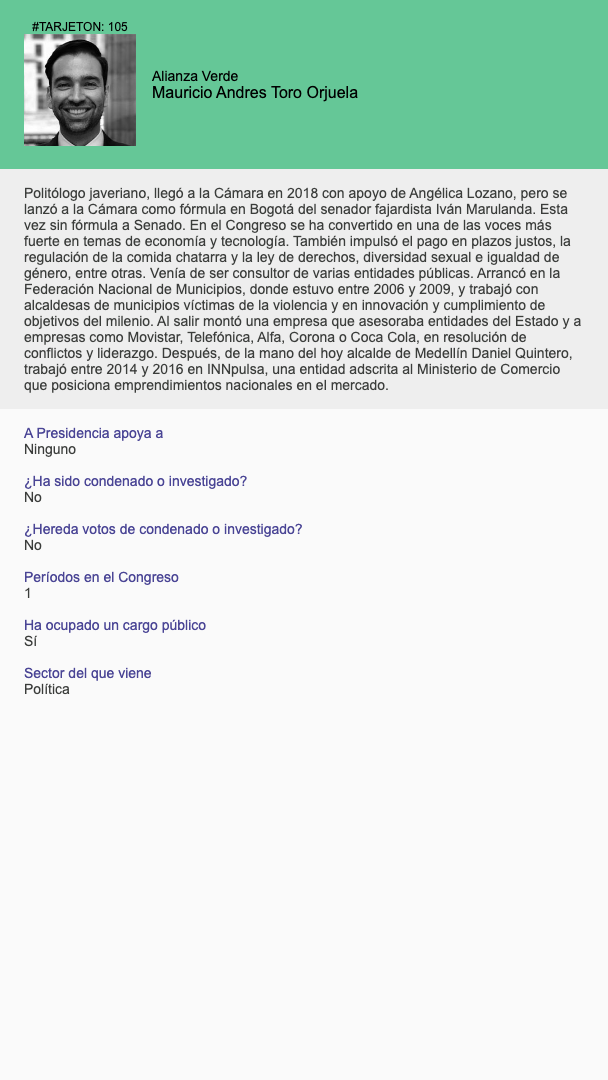 #TARJETON: 105
Alianza Verde
Mauricio Andres Toro Orjuela
Politólogo javeriano, llegó a la Cámara en 2018 con apoyo de Angélica Lozano, pero se
lanzó a la Cámara como fórmula en Bogotá del senador fajardista Iván Marulanda. Esta
vez sin fórmula a Senado. En el Congreso se ha convertido en una de las voces más
fuerte en temas de economía y tecnología. También impulsó el pago en plazos justos, la
regulación de la comida chatarra y la ley de derechos, diversidad sexual e igualdad de
género, entre otras. Venía de ser consultor de varias entidades públicas. Arrancó en la
Federación Nacional de Municipios, donde estuvo entre 2006 y 2009, y trabajó con
alcaldesas de municipios víctimas de la violencia y en innovación y cumplimiento de
objetivos del milenio. Al salir montó una empresa que asesoraba entidades del Estado y a
empresas como Movistar, Telefónica, Alfa, Corona o Coca Cola, en resolución de
conflictos y liderazgo. Después, de la mano del hoy alcalde de Medellín Daniel Quintero,
trabajó entre 2014 y 2016 en INNpulsa, una entidad adscrita al Ministerio de Comercio
que posiciona emprendimientos nacionales en el mercado.
A Presidencia apoya a
Ninguno
¿Ha sido condenado o investigado?
No
¿Hereda votos de condenado o investigado?
No
Períodos en el Congreso
1
Ha ocupado un cargo público
Sí
Sector del que viene
Política